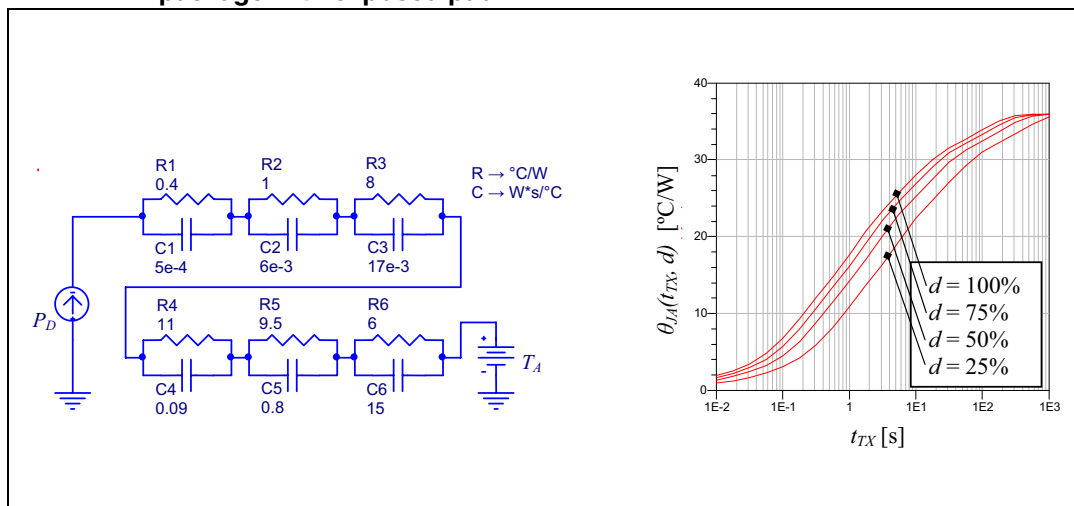 R1
0.4
R2
1
R3
8
R → °C/W
C → W*s/°C
C1
5e-4
C2
6e-3
C3
17e-3
P_D
R4
11
R5
9.5
R6
6
+
-
T_A
C4
0.09
C5
0.8
C6
15
40
30
20
10
0
θ_JA(t_TX, d) [ºC/W]
d = 100%
d = 75%
d = 50%
d = 25%
1E-2 1E-1 1 1E1 1E2 1E3
t_TX [s]